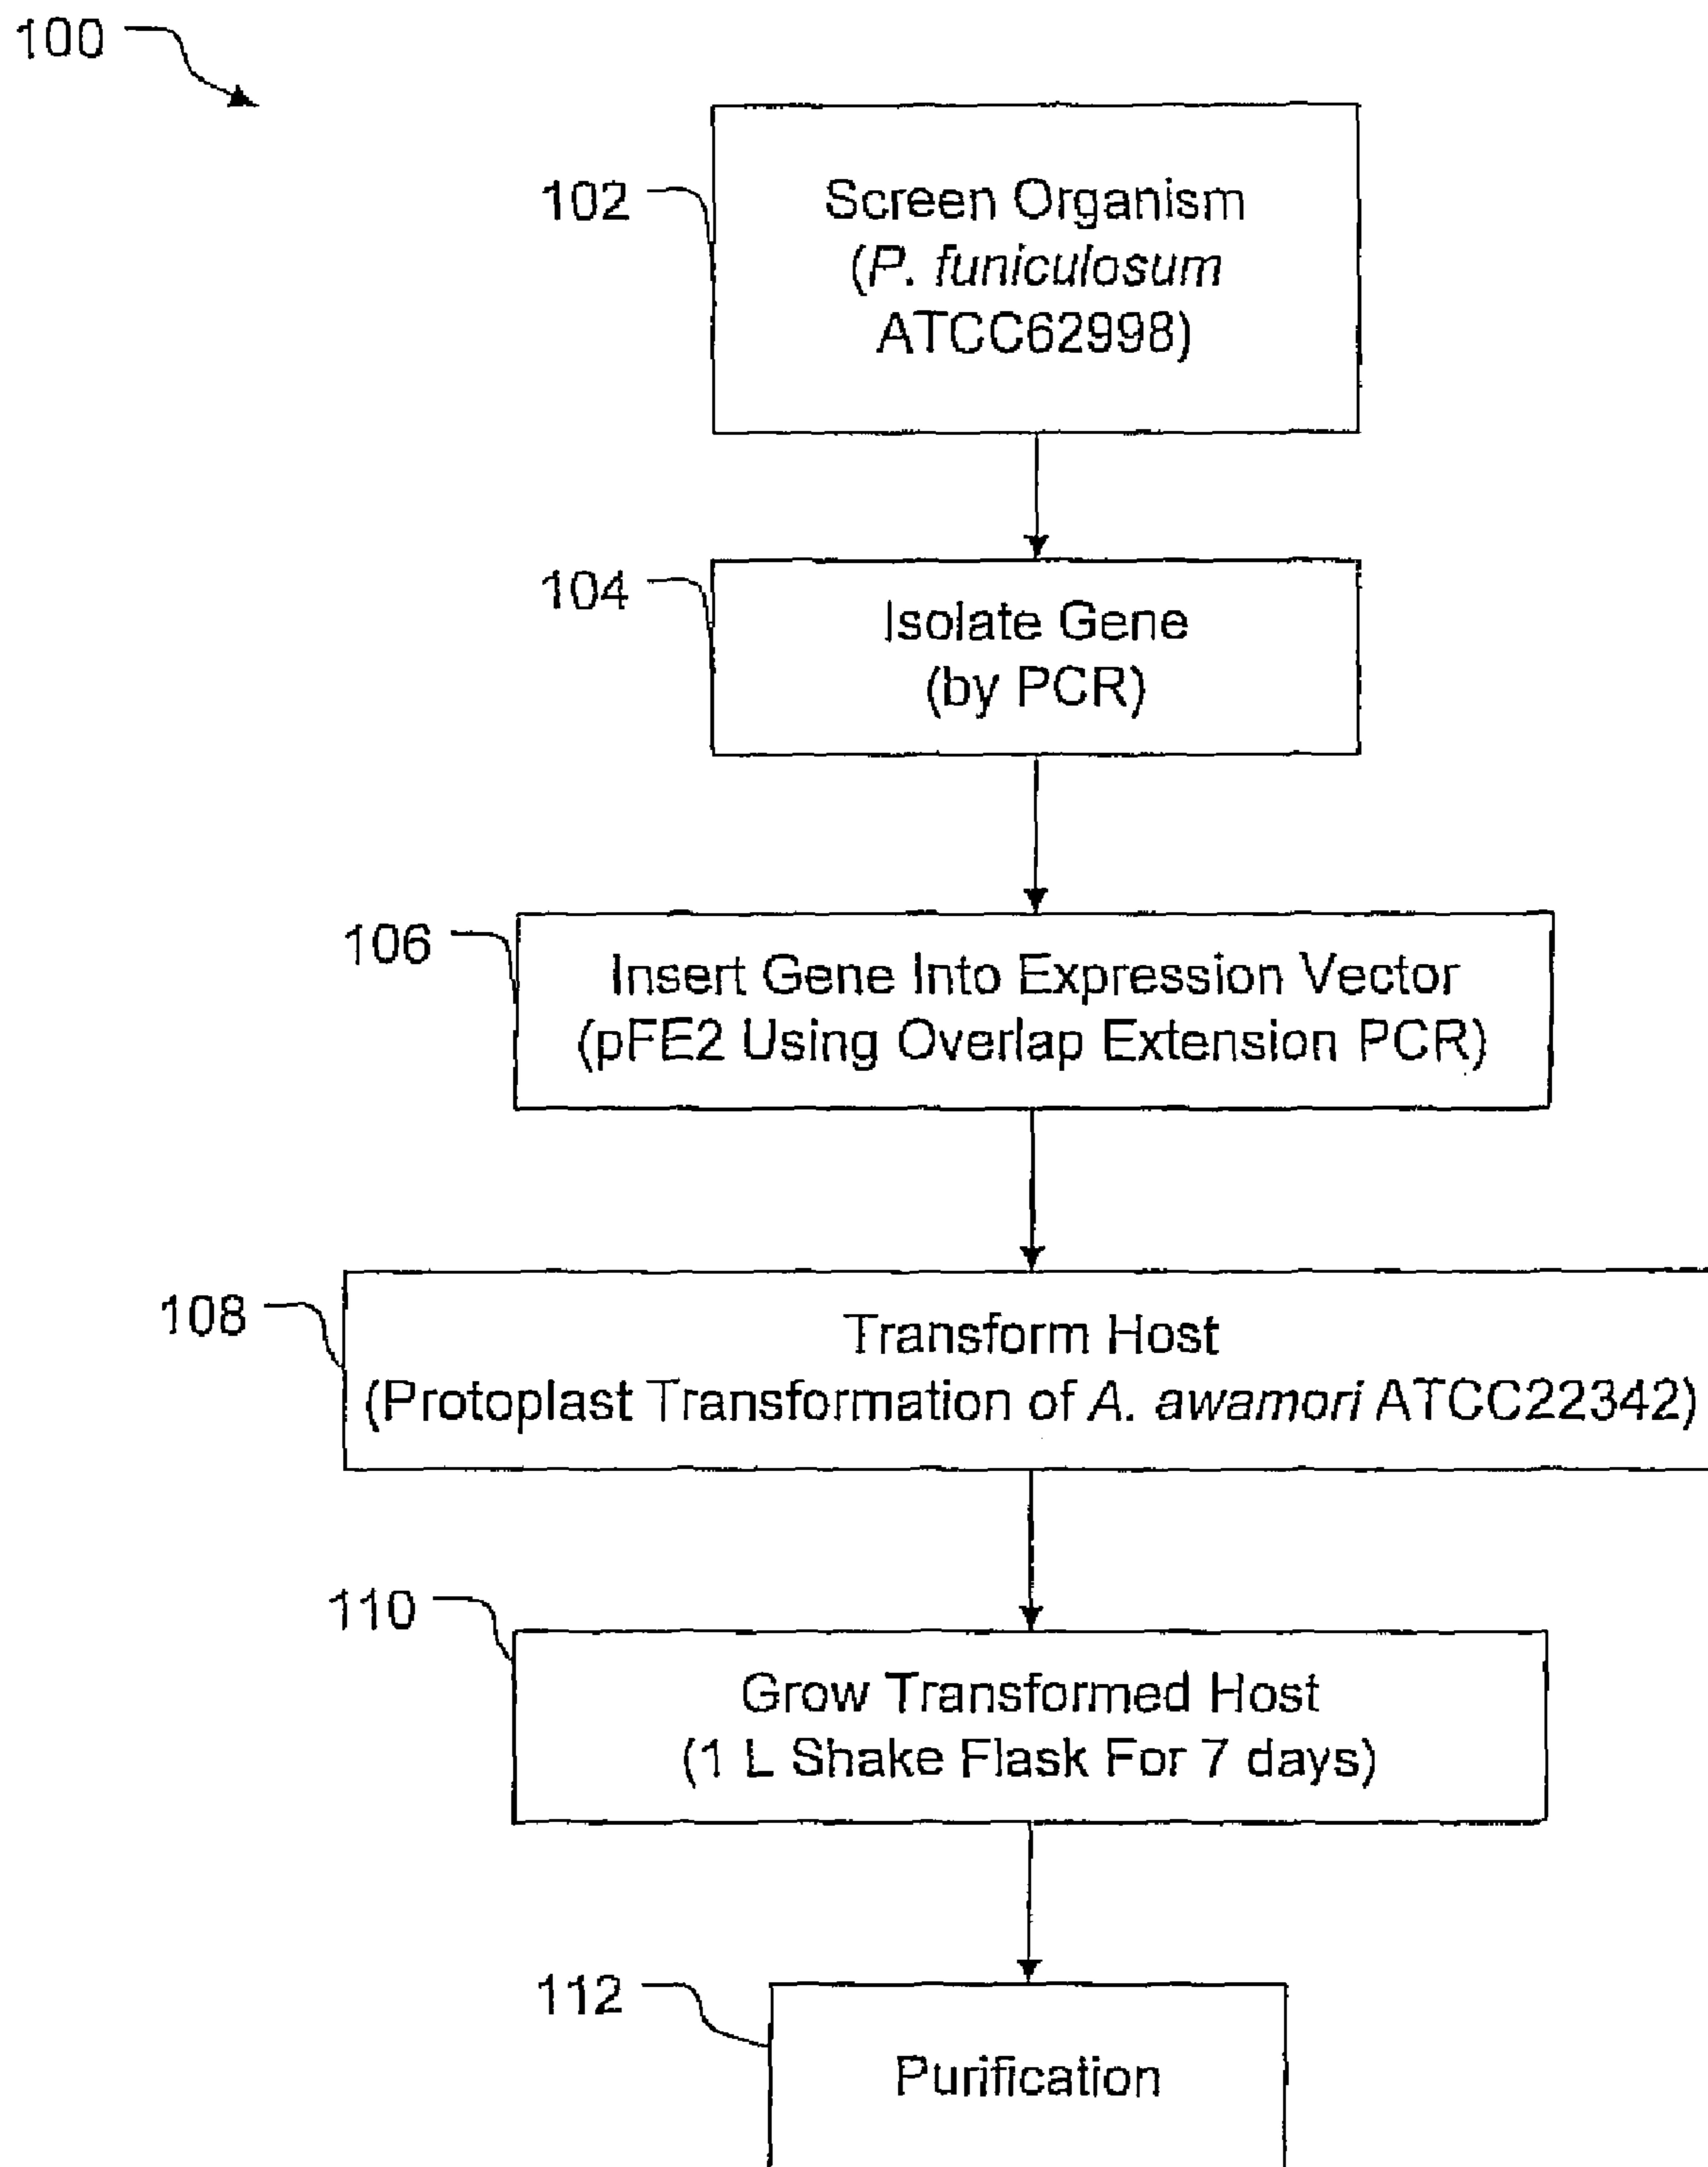 100
102
Screen Organism
(P. funiculosum
ATCC62998)
104
Isolate Gene
(by PCR)
106
Insert Gene Into Expression Vector
(pFE2 Using Overlap Extension PCR)
108
Transform Host
(Protoplast Transformation of A. awamori ATCC22342)
110
Grow Transformed Host
(1 L Shake Flask For 7 days)
112
Purification